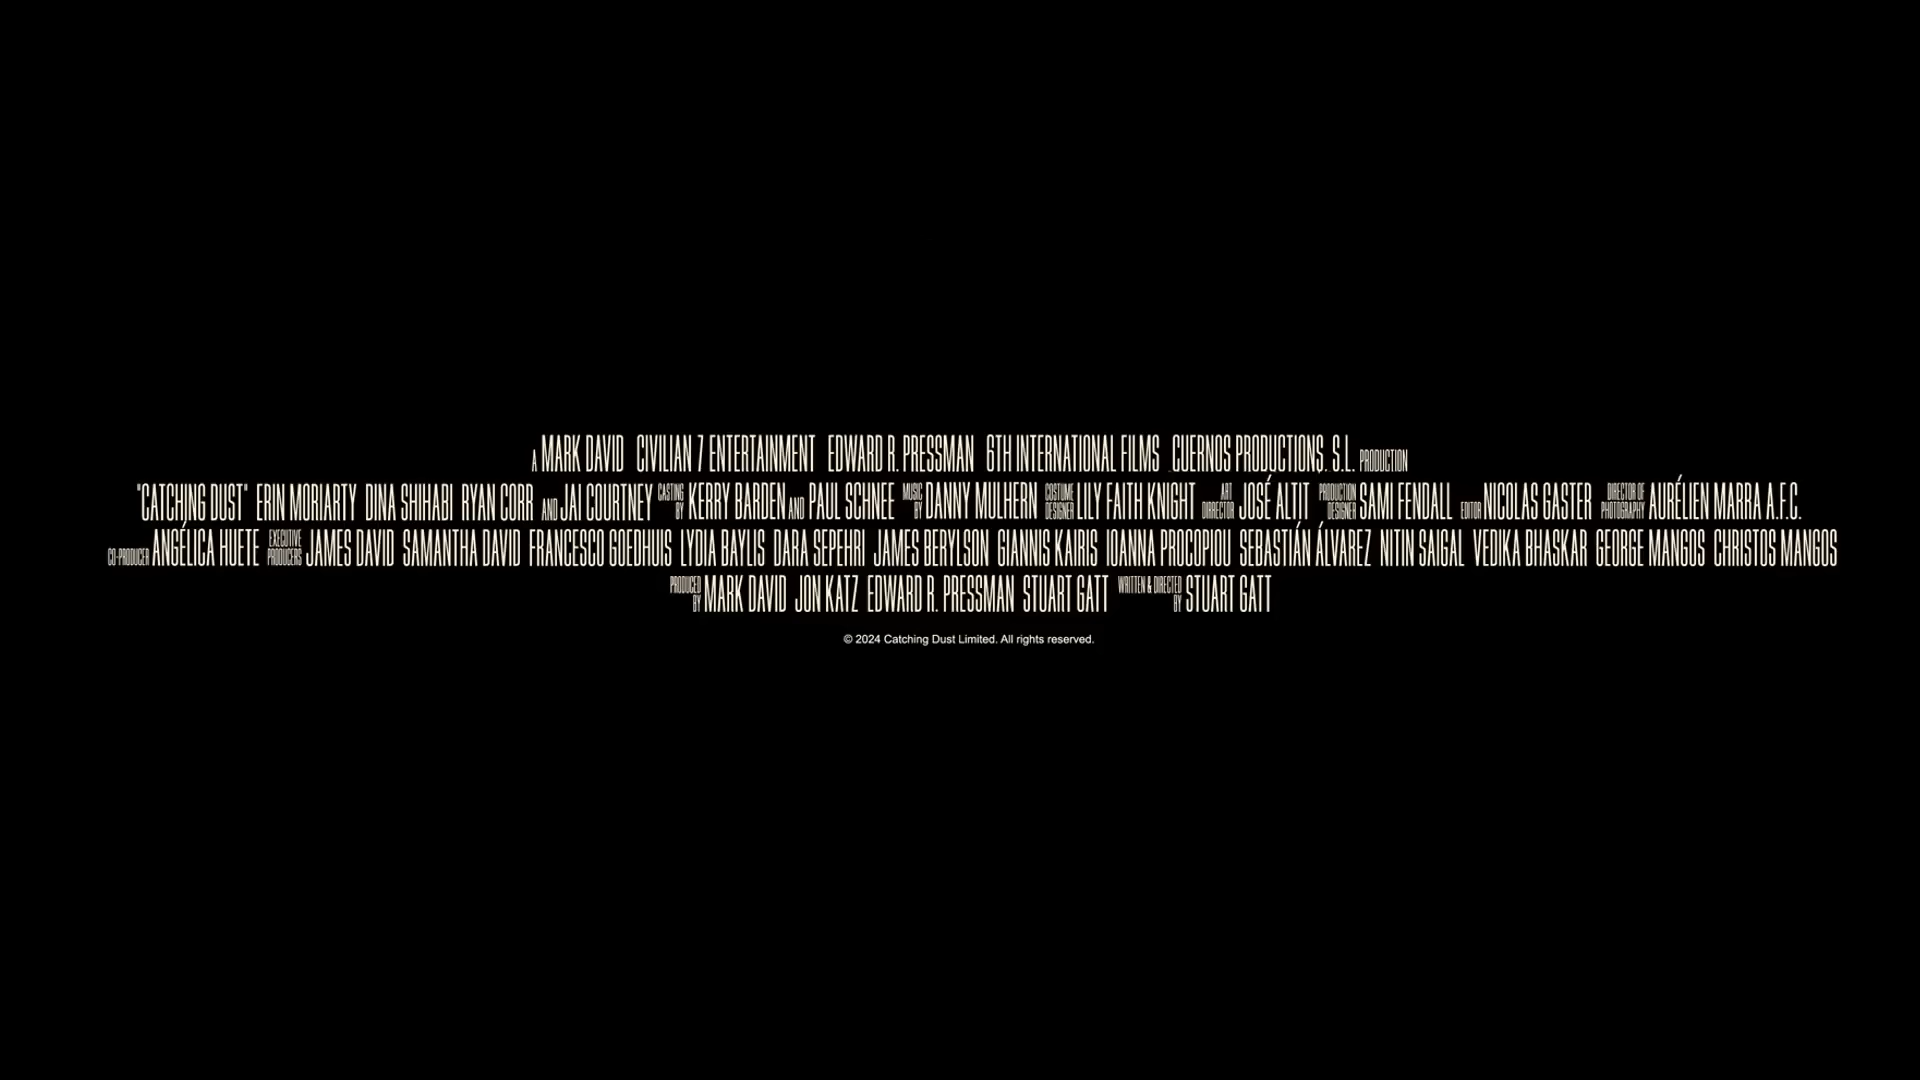 A MARK DAVID CIVILIAN 7 ENTERTAINMENT EDWARD R. PRESSMAN 6TH INTERNATIONAL FILMS CUERNOS PRODUCTIONS, S.L. PRODUCTION
"CATCHING DUST" ERIN MORIARTY DINA SHIHABI RYAN CORR AND JAI COURTNEY CASTING BY KERRY BARDEN AND PAUL SCHNEE MUSIC BY DANNY MULHERN COSTUME DESIGNER LILY FAITH KNIGHT ART DIRRECTOR JOSÉ ALTIT PRODUCTION DESIGNER SAMI FENDALL EDITOR NICOLAS GASTER DIRECTOR OF PHOTOGRAPHY AURÉLIEN MARRA A.F.C.
CO-PRODUCER ANGÉLICA HUETE EXECUTIVE PRODUCERS JAMES DAVID SAMANTHA DAVID FRANCESCO GOEDHUIS LYDIA BAYLIS DARA SEPEHRI JAMES BERYLSON GIANNIS KAIRIS IOANNA PROCOPIOU SEBASTIÁN ÁLVAREZ NITIN SAIGAL VEDIKA BHASKAR GEORGE MANGOS CHRISTOS MANGOS
PRODUCED BY MARK DAVID JON KATZ EDWARD R. PRESSMAN STUART GATT WRITTEN & DIRECTED BY STUART GATT
© 2024 Catching Dust Limited. All rights reserved.